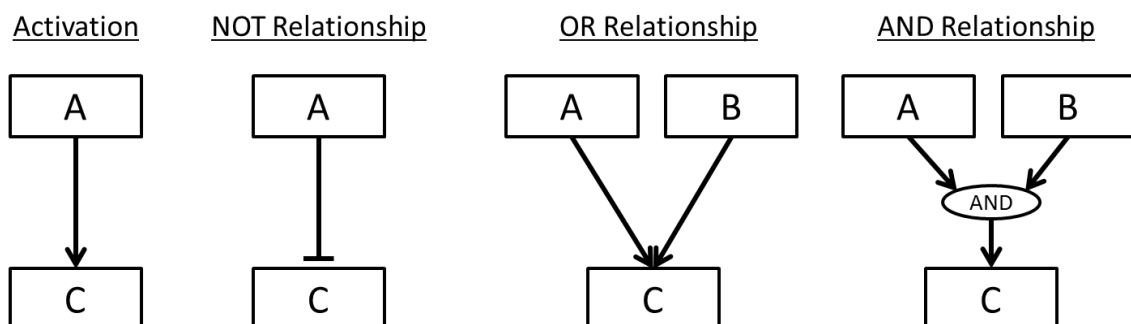 Activation NOT Relationship OR Relationship AND Relationship
A A A B A B
AND
C C C C